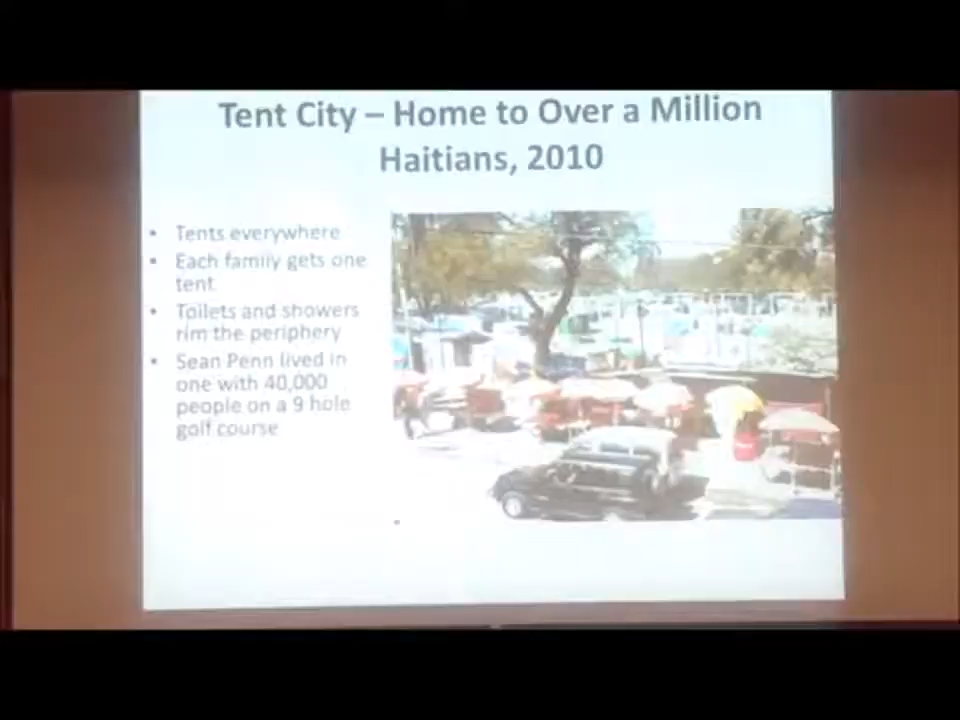 Tent City – Home to Over a Million
Haitians, 2010
• Tents everywhere
• Each family gets one
tent
• Toilets and showers
rim the periphery
• Sean Penn lived in
one with 40,000
people on a 9 hole
golf course